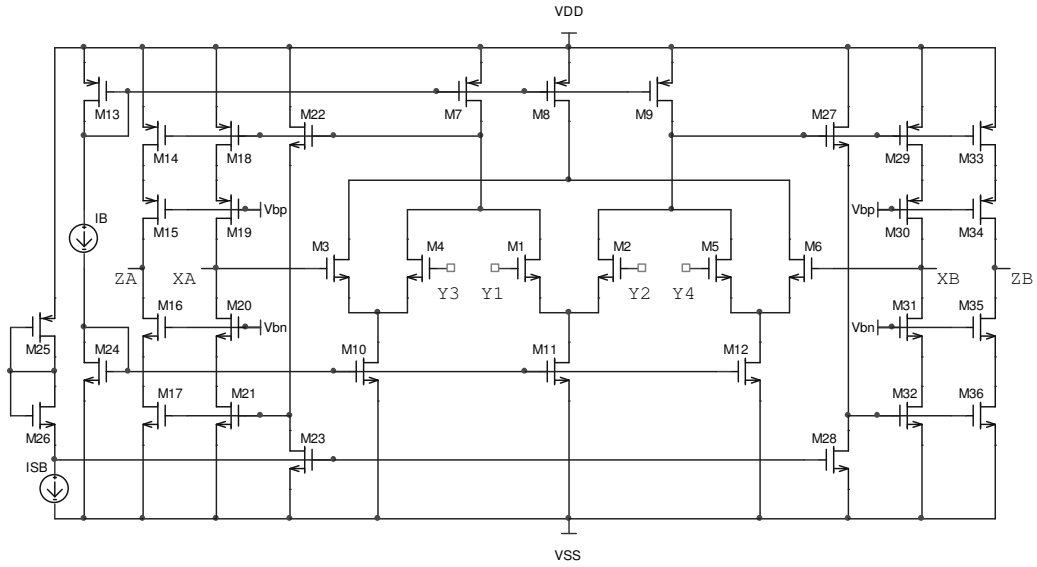 VDD
M13
M7
M8
M9
M22
M27
M14
M18
M29
M33
IB
M15
Vbp
M19
Vbp
M30
M34
M3
M4
M1
M2
M5
M6
ZA
XA
Y3
Y1
Y2
Y4
XB
ZB
M16
M20
Vbn
Vbn
M31
M35
M25
M24
M10
M11
M12
M17
M21
M32
M36
M26
M23
M28
ISB
VSS